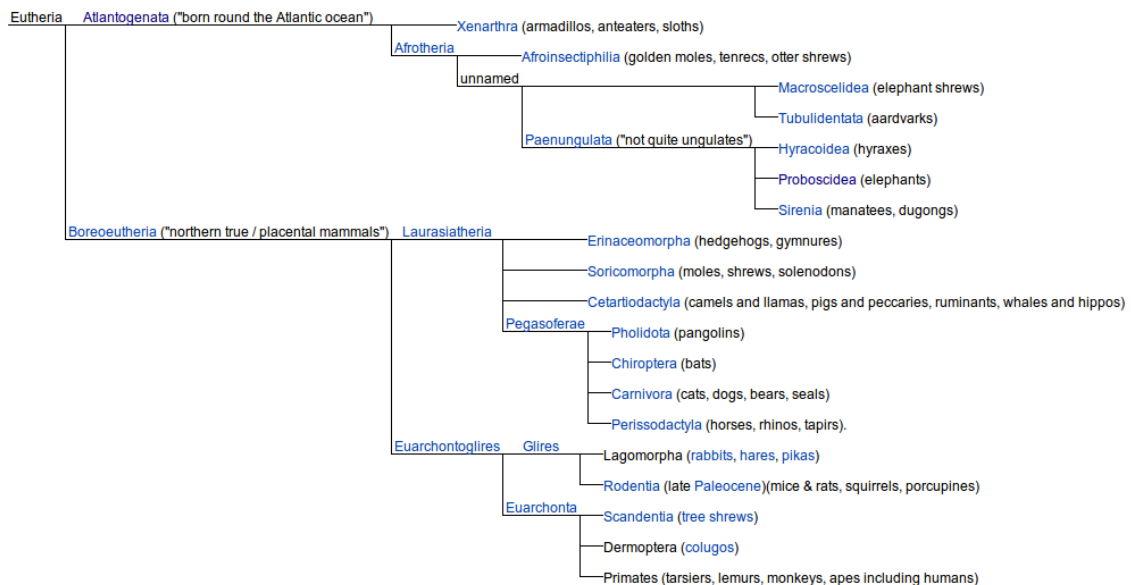 Eutheria Atlantogenata ("born round the Atlantic ocean")
Xenarthra (armadillos, anteaters, sloths)
Afrotheria
Afroinsectiphilia (golden moles, tenrecs, otter shrews)
unnamed
Macroscelidea (elephant shrews)
Tubulidentata (aardvarks)
Paenungulata ("not quite ungulates")
Hyracoidea (hyraxes)
Proboscidea (elephants)
Sirenia (manatees, dugongs)
Boreoeutheria ("northern true / placental mammals") Laurasiatheria
Erinaceomorpha (hedgehogs, gymnures)
Soricomorpha (moles, shrews, solenodons)
Cetartiodactyla (camels and llamas, pigs and peccaries, ruminants, whales and hippos)
Pegasoferae
Pholidota (pangolins)
Chiroptera (bats)
Carnivora (cats, dogs, bears, seals)
Perissodactyla (horses, rhinos, tapirs).
Euarchontoglires Glires
Lagomorpha (rabbits, hares, pikas)
Rodentia (late Paleocene)(mice & rats, squirrels, porcupines)
Euarchonta
Scandentia (tree shrews)
Dermoptera (colugos)
Primates (tarsiers, lemurs, monkeys, apes including humans)